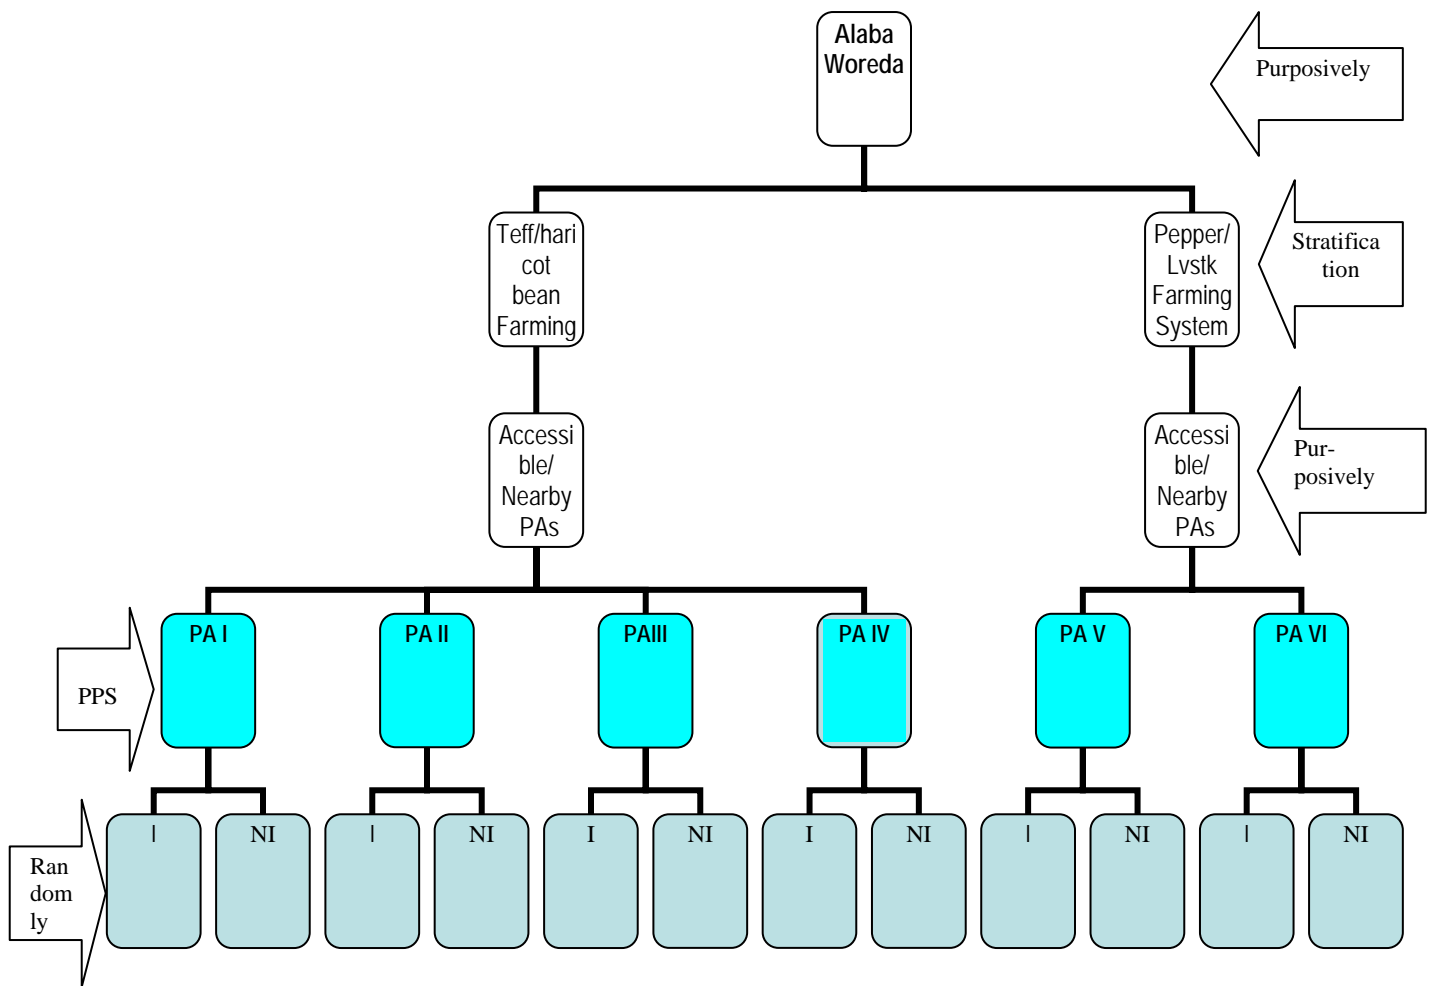 Alaba
Woreda
Purposively
Teff/hari
cot
bean
Farming
Pepper/
Lvstk
Farming
System
Stratifica
tion
Accessi
ble/
Nearby
PAs
Accessi
ble/
Nearby
PAs
Pur-
posively
PPS
PA I
PA II
PAIII
PA IV
PA V
PA VI
Ran
dom
ly
I
NI
I
NI
I
NI
I
NI
I
NI
I
NI